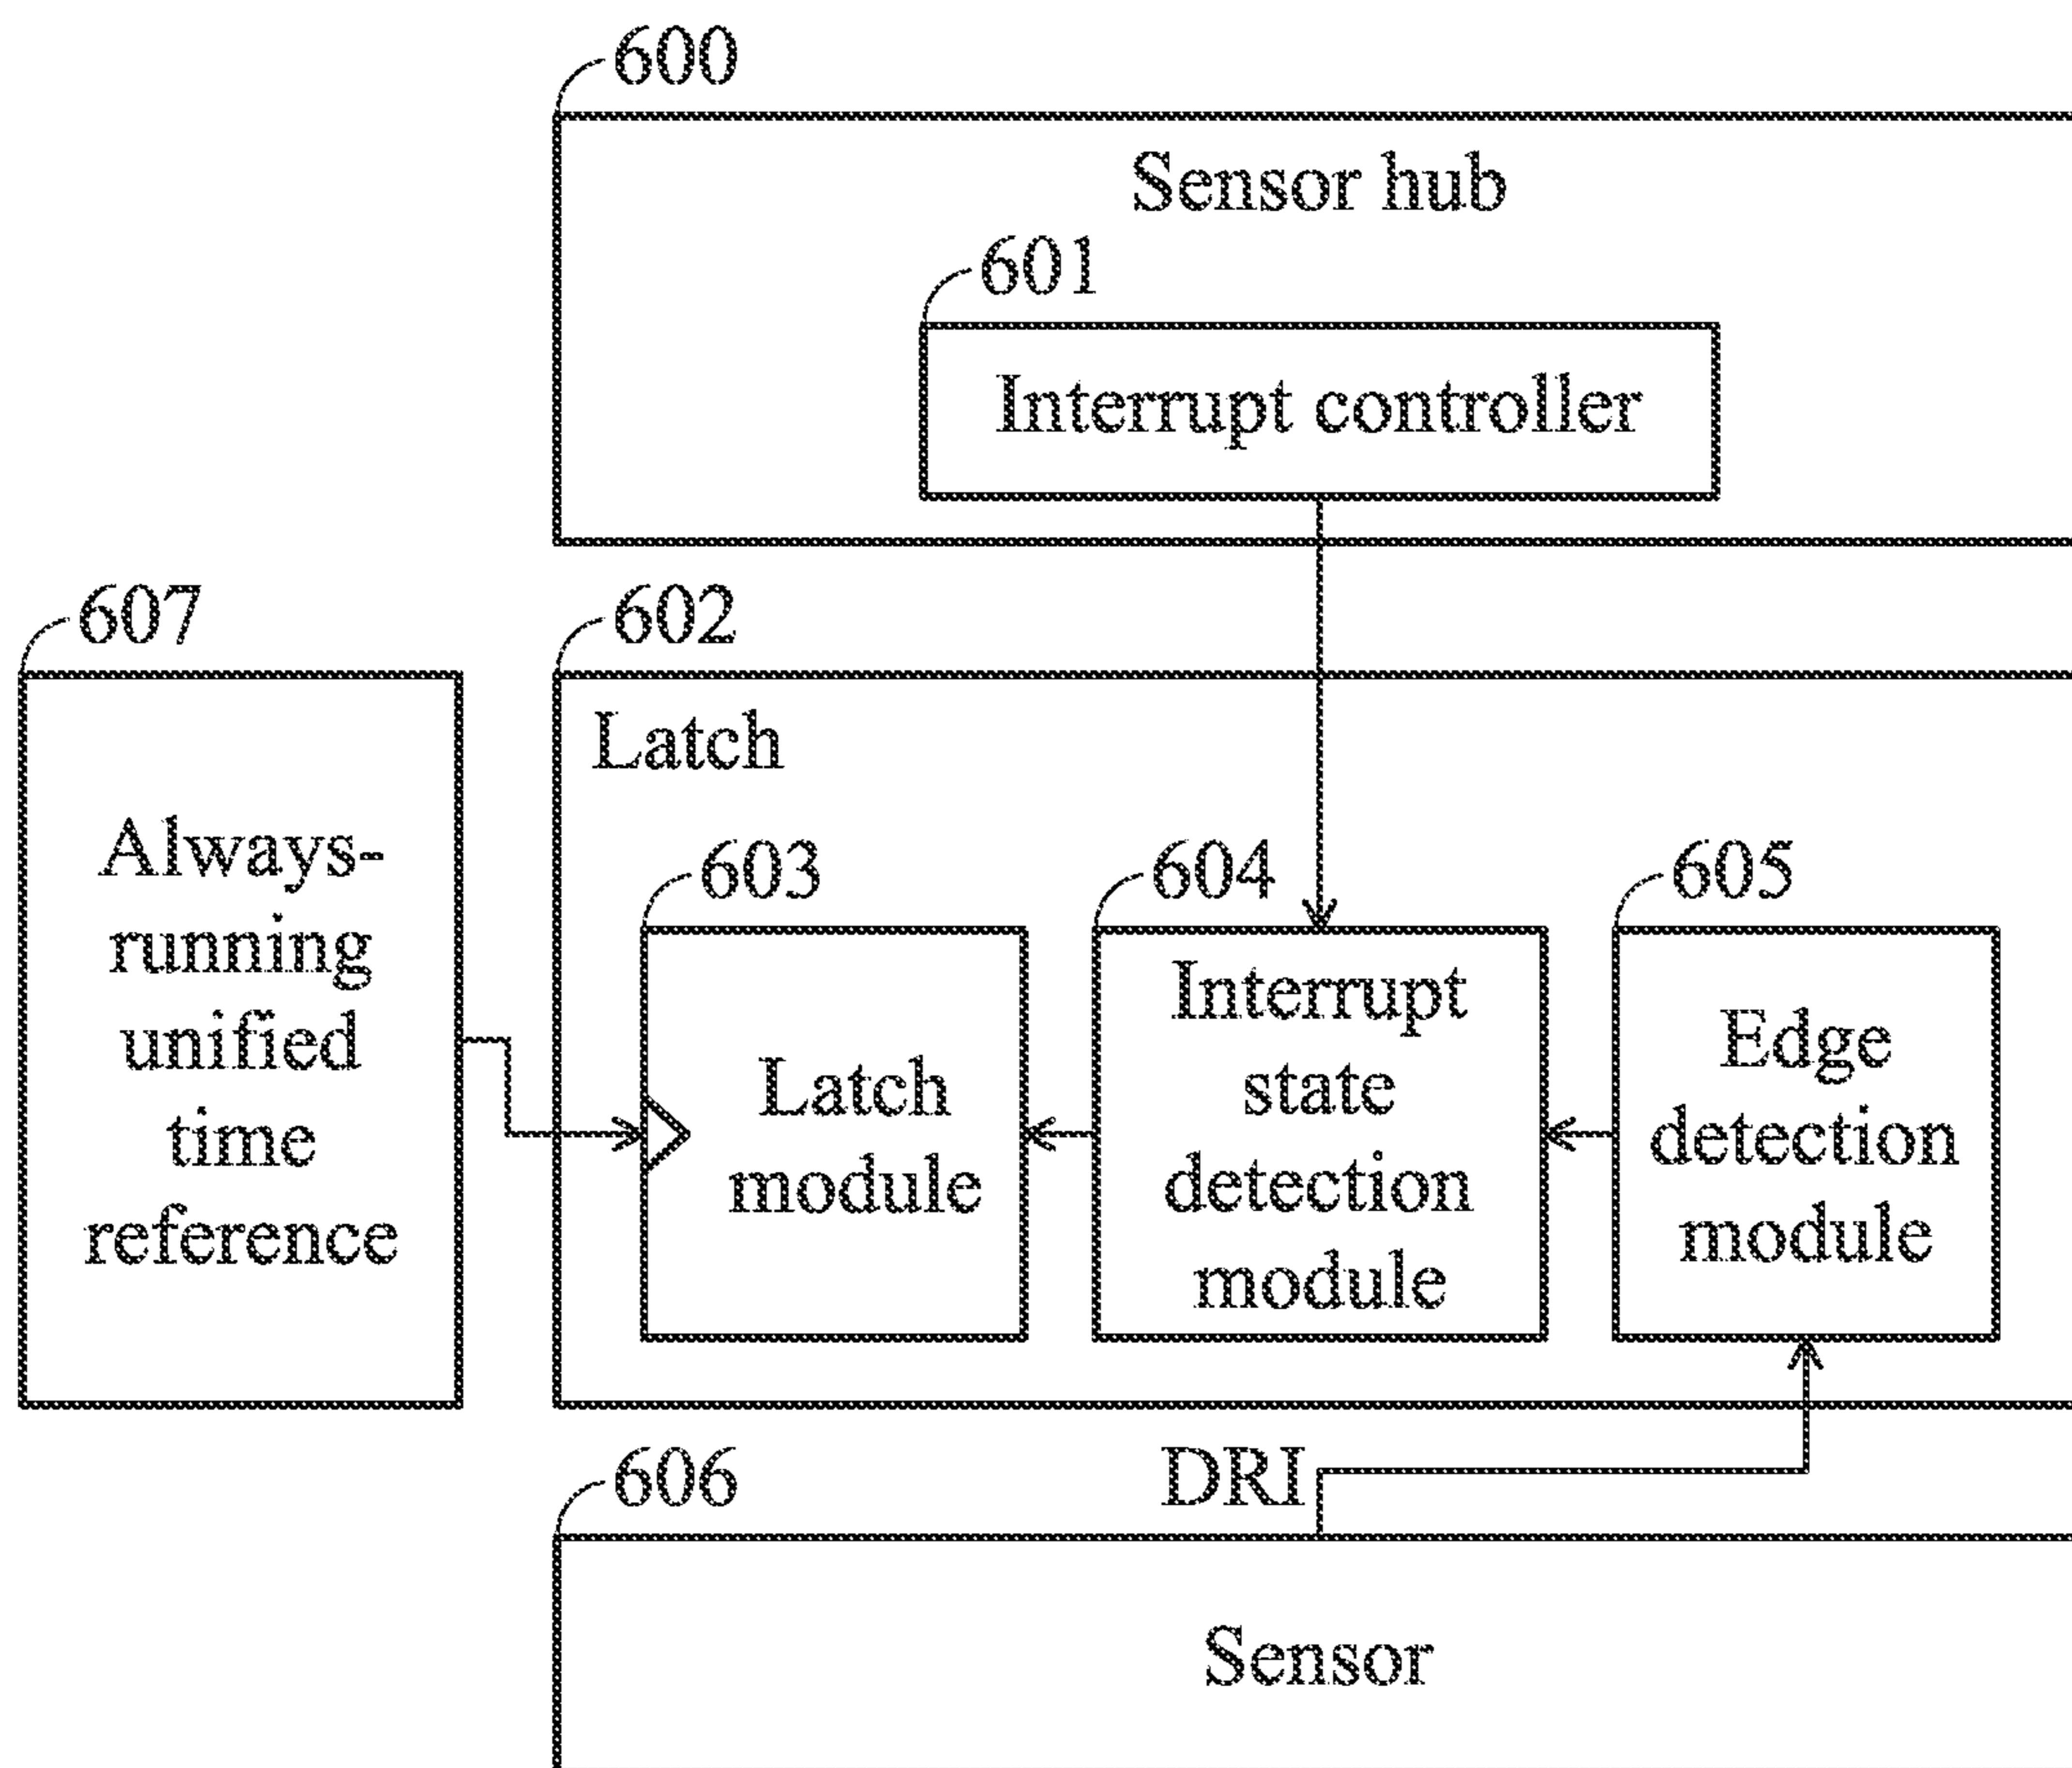 600
Sensor hub
601
Interrupt controller
607
602
Latch
Always-
running
unified
time
reference
603
Latch
module
604
Interrupt
state
detection
module
605
Edge
detection
module
606
DRI
Sensor